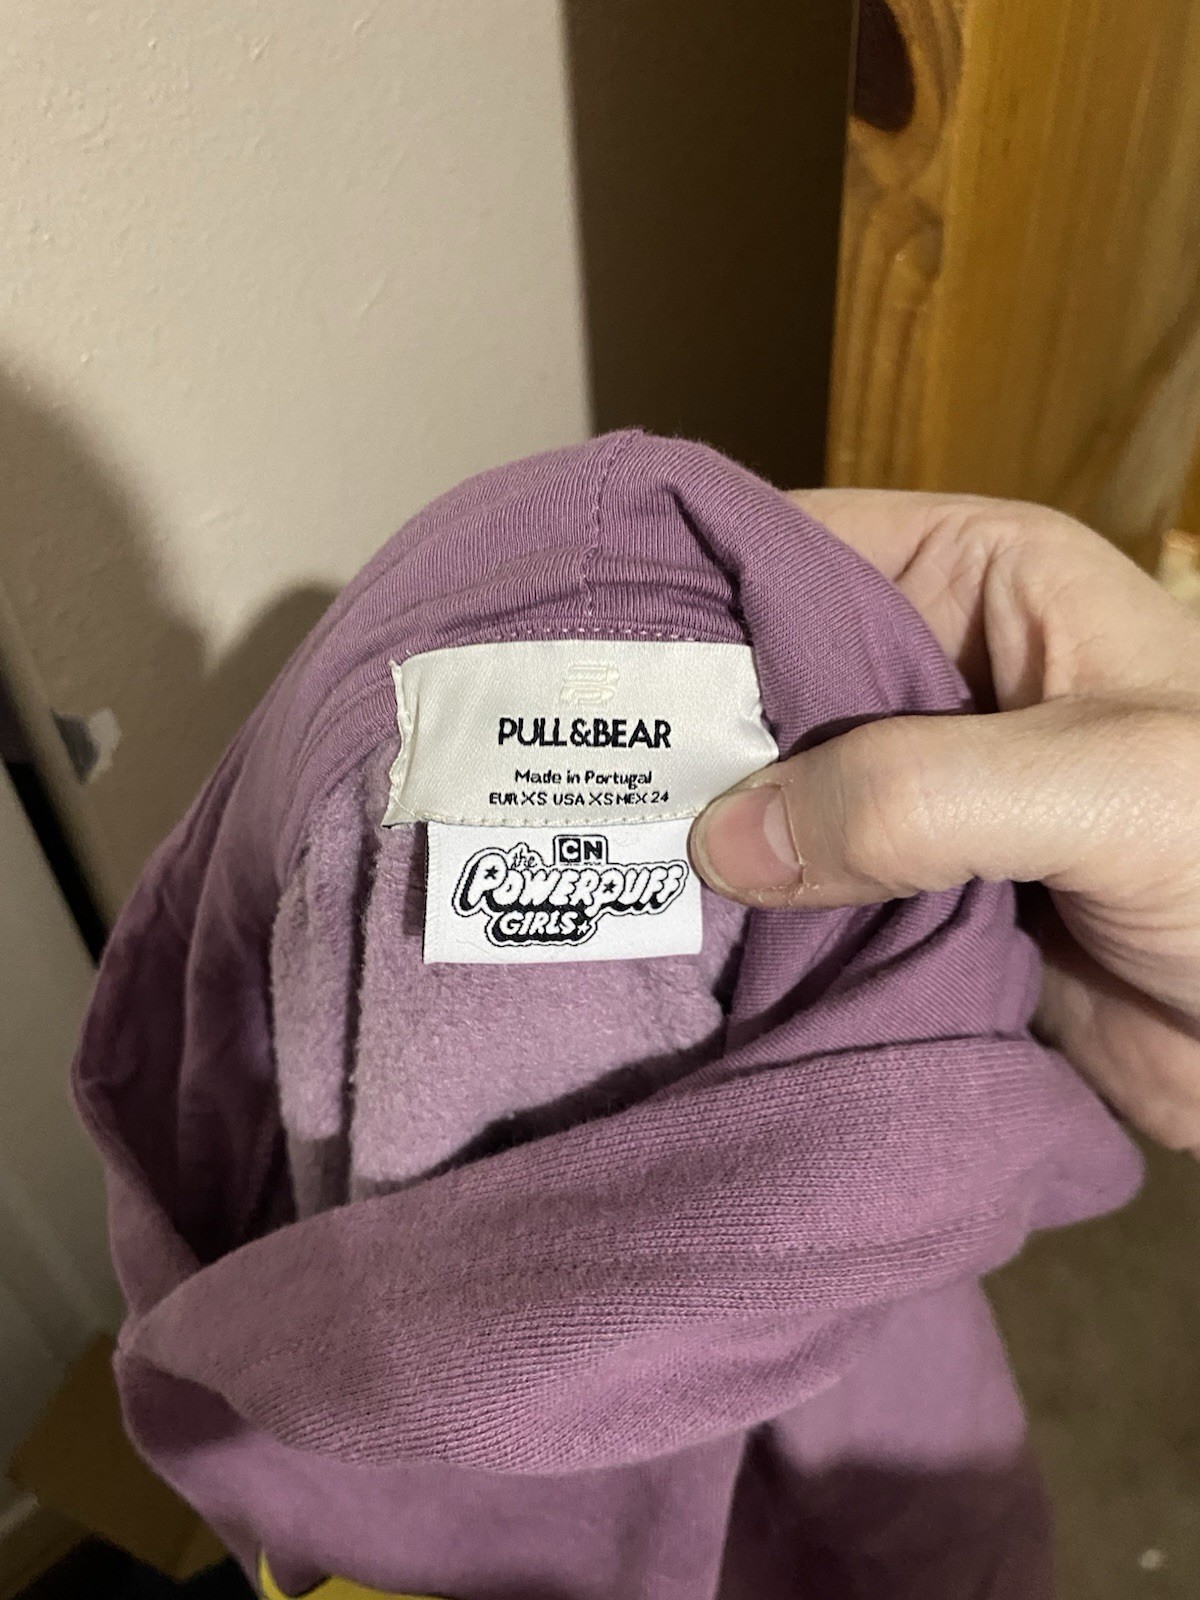 PULL&BEAR
Made in Portugal
EUR XS USA XS MEX 24
CN
the
POWERPUFF
GIRLS